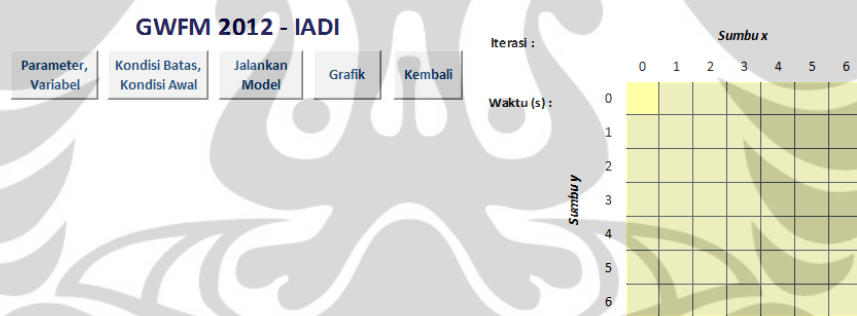 GWFM 2012 - IADI
Parameter,
Variabel
Kondisi Batas,
Kondisi Awal
Jalankan
Model
Grafik
Kembali
Iterasi :
Waktu (s) :
Sumbu x
0 1 2 3 4 5 6
Sumbu y
0
1
2
3
4
5
6